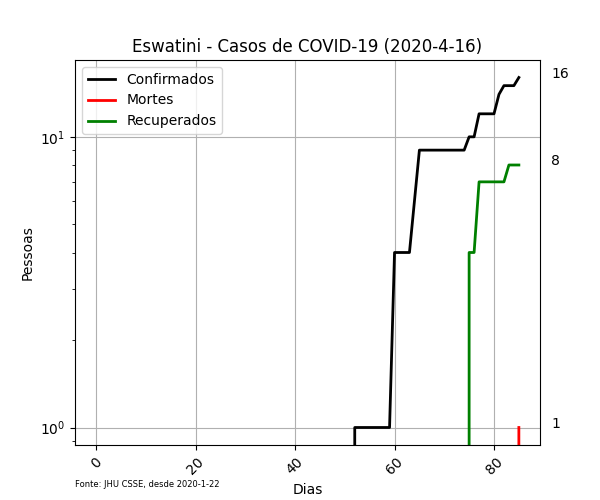 Eswatini - Casos de COVID-19 (2020-4-16)
Confirmados
Mortes
Recuperados
16
10¹
8
Pessoas
10⁰
1
0
20
40
60
80
Fonte: JHU CSSE, desde 2020-1-22
Dias